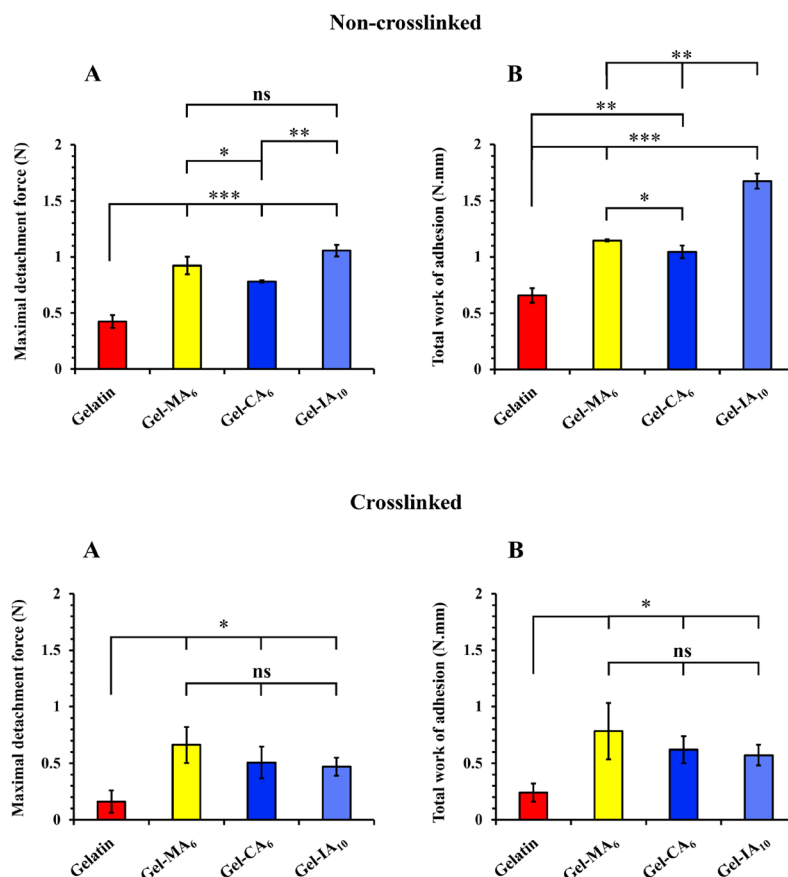 Non-crosslinked
A
Maximal detachment force (N)
2
1.5
1
0.5
0
ns
*
**
***
Gelatin
Gel-MA₆
Gel-CA₆
Gel-IA₁₀
B
Total work of adhesion (N.mm)
2
1.5
1
0.5
0
**
**
***
*
Gelatin
Gel-MA₆
Gel-CA₆
Gel-IA₁₀
Crosslinked
A
Maximal detachment force (N)
2
1.5
1
0.5
0
*
ns
Gelatin
Gel-MA₆
Gel-CA₆
Gel-IA₁₀
B
Total work of adhesion (N.mm)
2
1.5
1
0.5
0
*
ns
Gelatin
Gel-MA₆
Gel-CA₆
Gel-IA₁₀